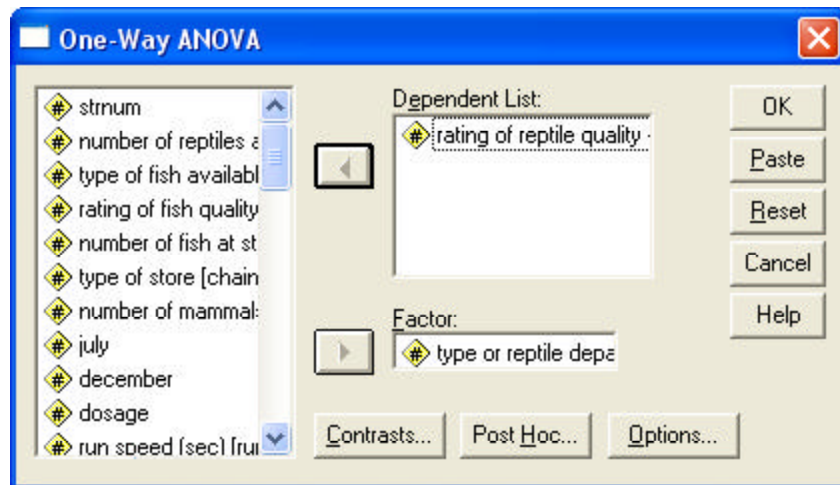 One-Way ANOVA
strnum
number of reptiles a
type of fish availabl
rating of fish quality
number of fish at st
type of store [chain
number of mammal
july
december
dosage
run speed (sec) [rui
Dependent List:
rating of reptile quality -
Factor:
type or reptile depa
Contrasts...
Post Hoc...
Options...
OK
Paste
Reset
Cancel
Help